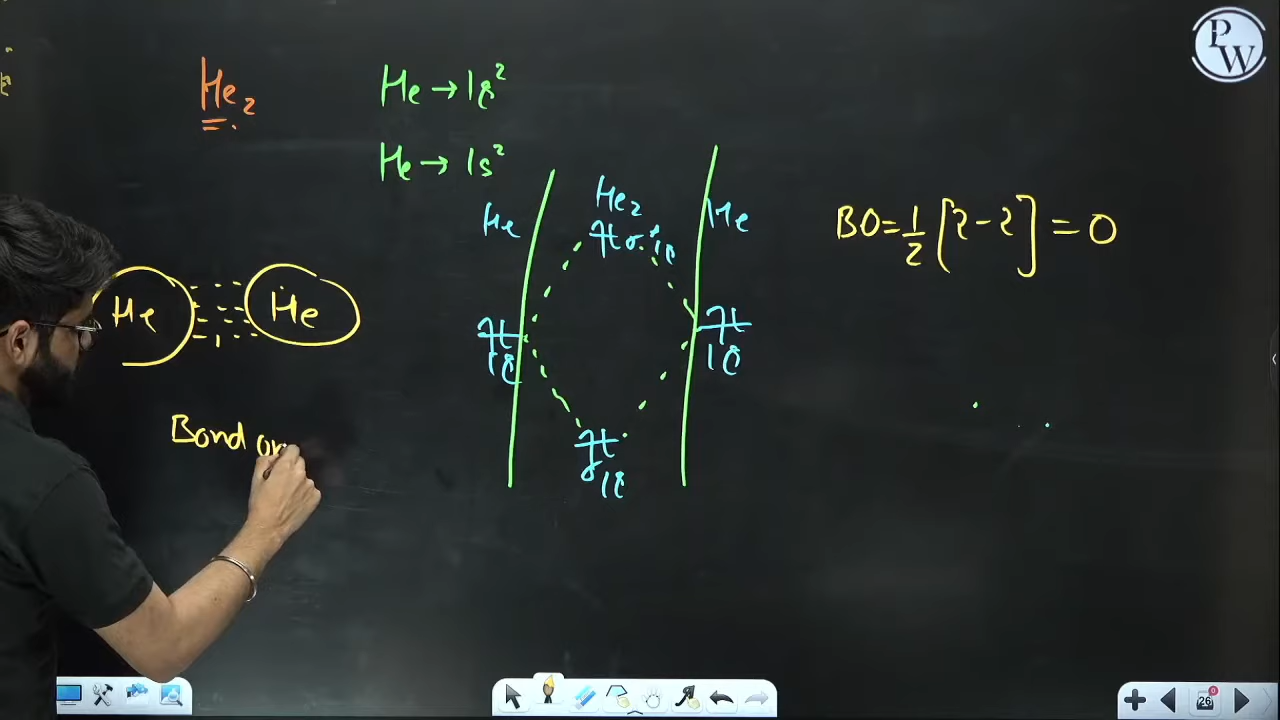 He₂
He → 1s²
He → 1s²
He
He₂
He
σ*1s
1s
1s
σ1s
BO = 1/2 [2 - 2] = 0
He
He
Bond or
PW
26